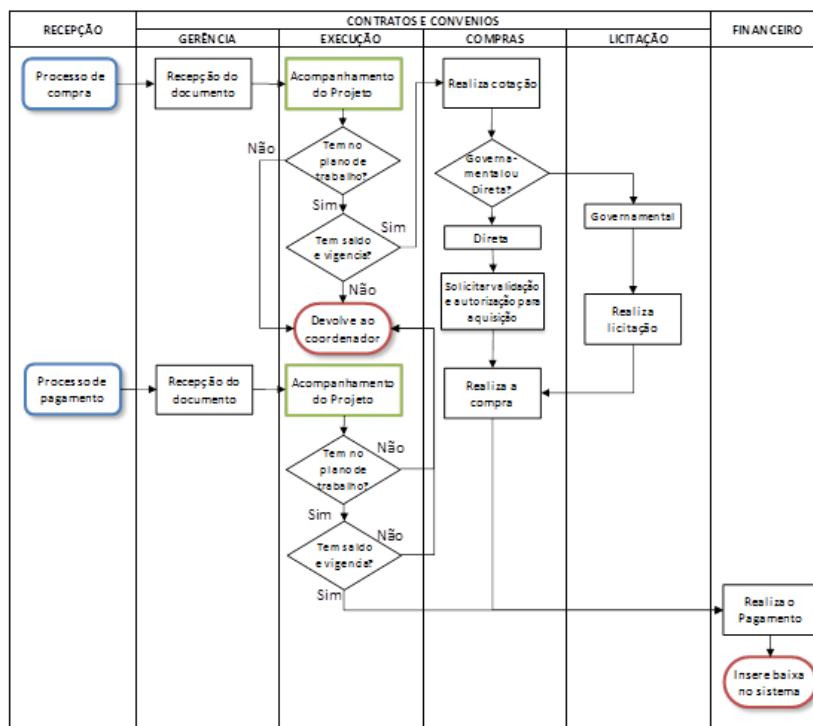 CONTRATOS E CONVENIOS
RECEPÇÃO
FINANCEIRO
GERÊNCIA
EXECUÇÃO
COMPRAS
LICITAÇÃO
Processo de
compra
Recepção do
documento
Acompanhamento
do Projeto
Realiza cotação
Não
Tem no
plano de
trabalho?
Governa-
mental ou
Direta?
Sim
Sim
Governamental
Tem saldo
e vigencia?
Direta
Não
Solicitar validação
e autorização para
aquisição
Realiza
licitação
Devolve ao
coordenador
Processo de
pagamento
Recepção do
documento
Acompanhamento
do Projeto
Realiza a
compra
Não
Tem no
plano de
trabalho?
Sim
Não
Tem saldo
e vigencia?
Sim
Realiza o
Pagamento
Insere baixa
no sistema